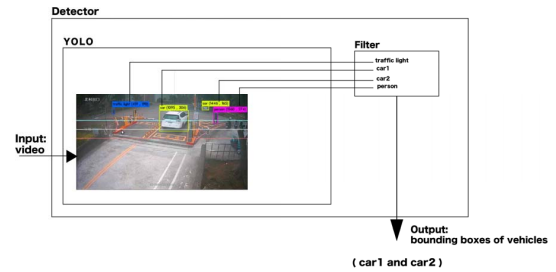 Detector
YOLO
Filter
traffic light
car1
car2
person
Input:
video
Output:
bounding boxes of vehicles
( car1 and car2 )